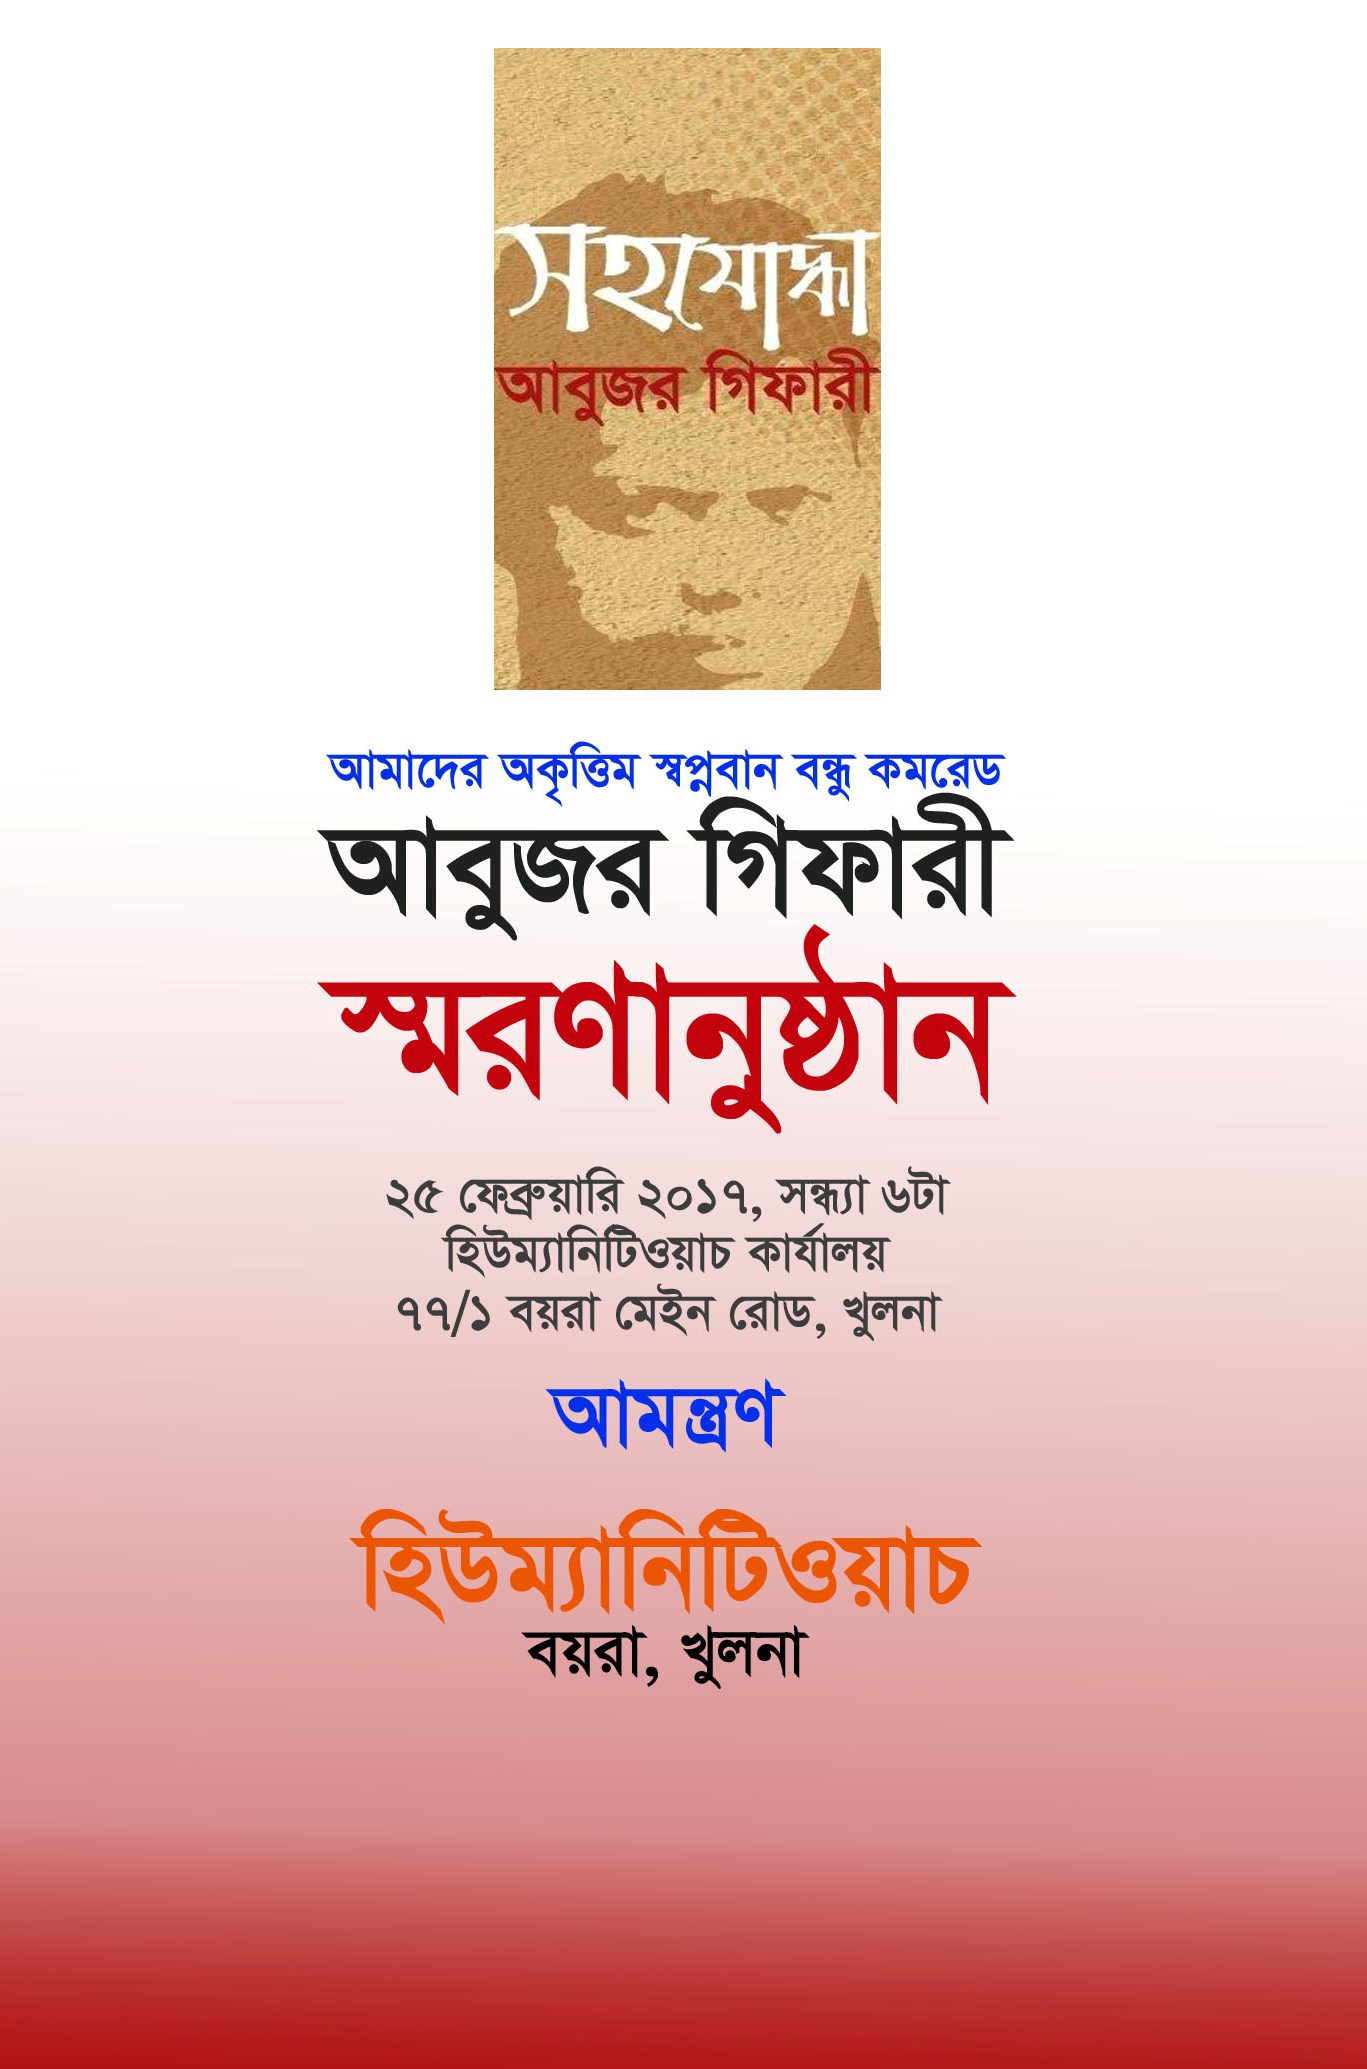 সহযোদ্ধা
আবুজর গিফারী
আমাদের অকৃত্তিম স্বপ্নবান বন্ধু কমরেড
আবুজর গিফারী
স্মরণানুষ্ঠান
২৫ ফেব্রুয়ারি ২০১৭, সন্ধ্যা ৬টা
হিউম্যানিটিওয়াচ কার্যালয়
৭৭/১ বয়রা মেইন রোড, খুলনা
আমন্ত্রণ
হিউম্যানিটিওয়াচ
বয়রা, খুলনা